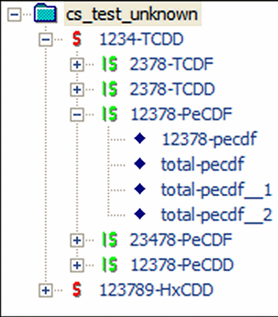 cs_test_unknown
S 1234-TCDD
IS 2378-TCDF
IS 2378-TCDD
IS 12378-PeCDF
12378-pecdf
total-pecdf
total-pecdf__1
total-pecdf__2
IS 23478-PeCDF
IS 12378-PeCDD
S 123789-HxCDD